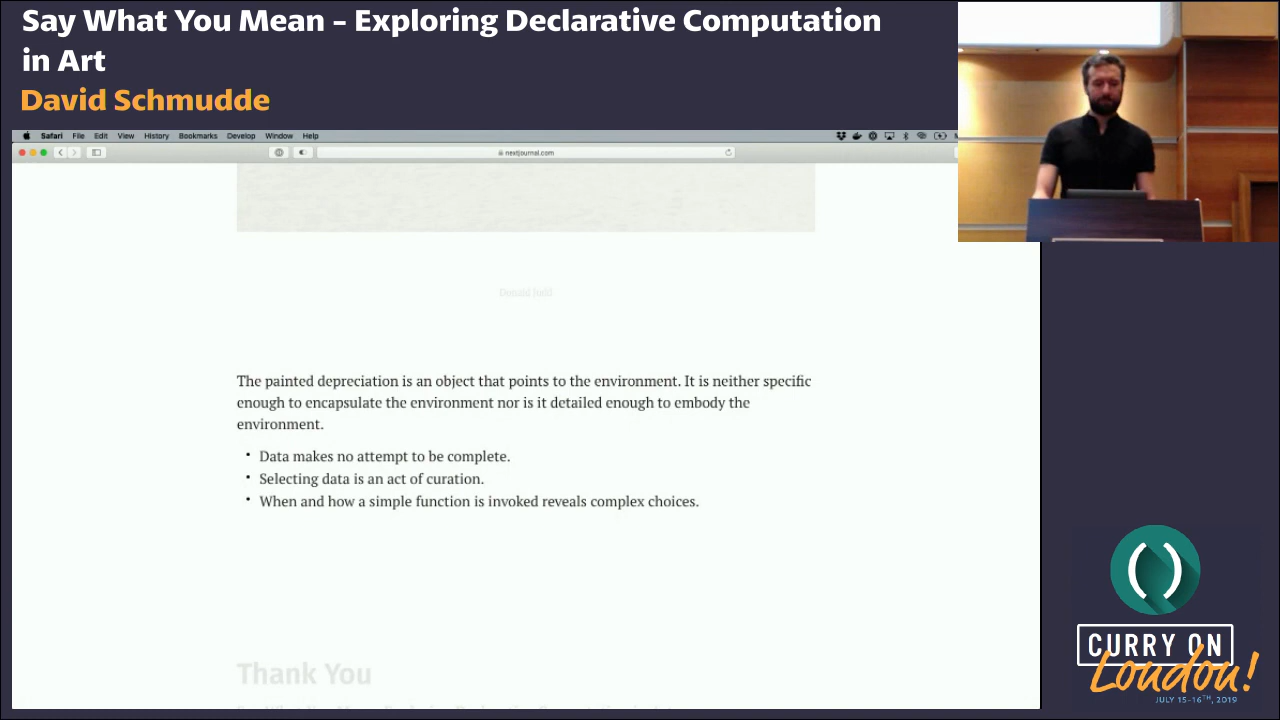 Say What You Mean – Exploring Declarative Computation
in Art
David Schmudde
Safari File Edit View History Bookmarks Develop Window Help
nextjournal.com
Donald Judd
The painted depreciation is an object that points to the environment. It is neither specific
enough to encapsulate the environment nor is it detailed enough to embody the
environment.
• Data makes no attempt to be complete.
• Selecting data is an act of curation.
• When and how a simple function is invoked reveals complex choices.
Thank You
CURRY ON
London!
JULY 15-16TH, 2019